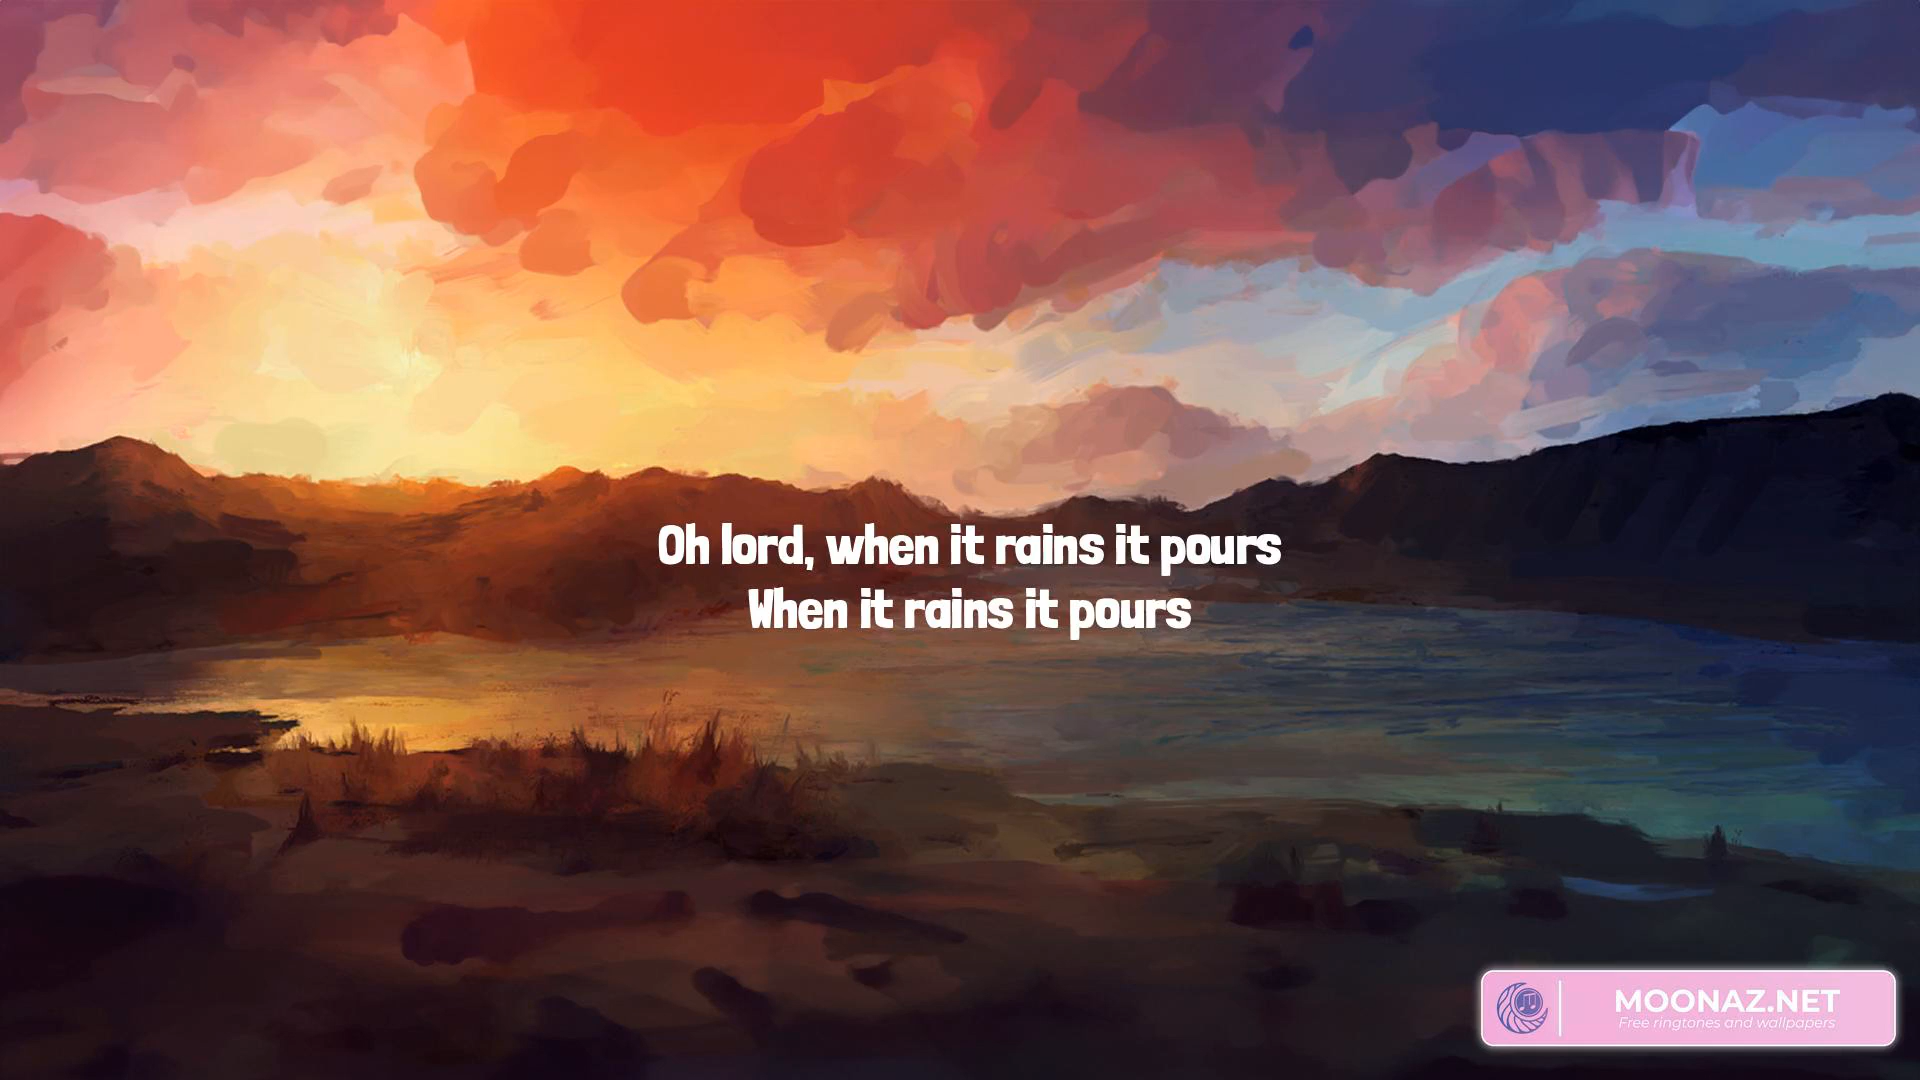 Oh lord, when it rains it pours
When it rains it pours
MOONAZ.NET
Free ringtones and wallpapers